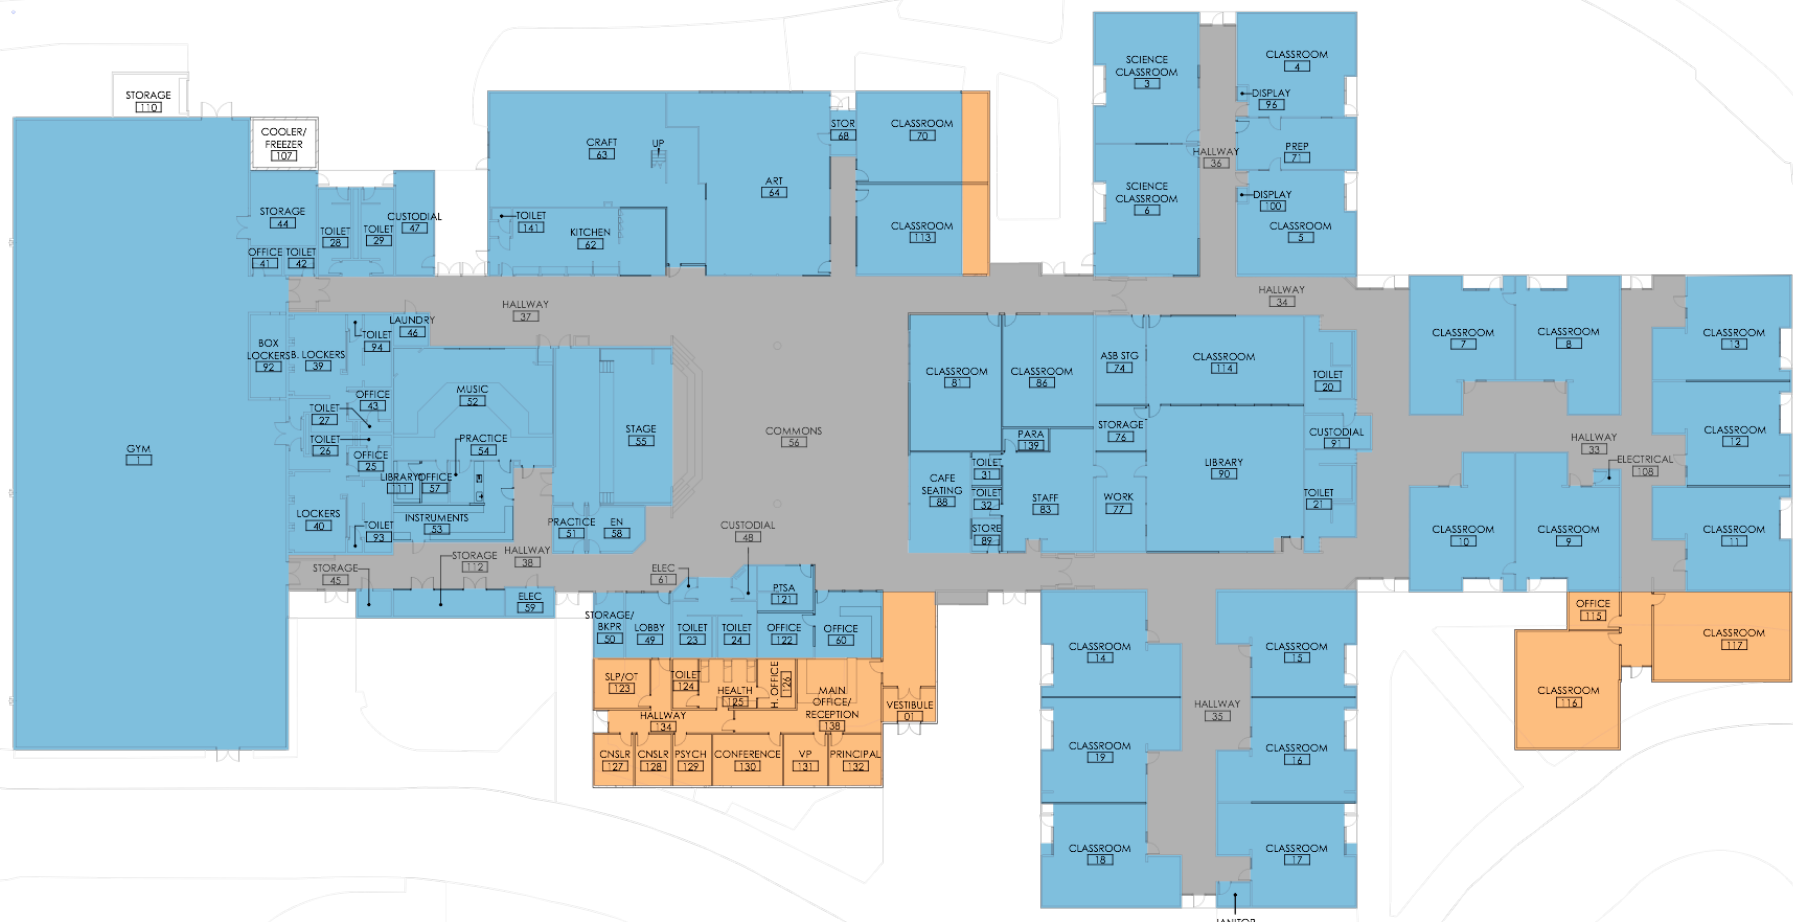 STORAGE
110
COOLER/
FREEZER
107
STORAGE
44
OFFICE
41
TOILET
42
TOILET
28
TOILET
29
CUSTODIAL
47
CRAFT
63
UP
ART
64
TOILET
141
KITCHEN
62
STOR
68
CLASSROOM
70
CLASSROOM
113
SCIENCE
CLASSROOM
3
SCIENCE
CLASSROOM
6
HALLWAY
36
CLASSROOM
4
DISPLAY
96
PREP
71
DISPLAY
100
CLASSROOM
5
HALLWAY
37
HALLWAY
34
GYM
1
BOX
LOCKERS
92
B. LOCKERS
39
TOILET
94
LAUNDRY
46
OFFICE
43
TOILET
27
TOILET
26
OFFICE
25
LOCKERS
40
TOILET
93
MUSIC
52
PRACTICE
54
LIBRARY
111
OFFICE
57
INSTRUMENTS
53
STAGE
55
PRACTICE
51
EN
58
COMMONS
56
CLASSROOM
81
CLASSROOM
86
ASB STG
74
CLASSROOM
114
TOILET
20
STORAGE
76
PARA
139
CUSTODIAL
91
LIBRARY
90
CAFE
SEATING
88
TOILET
31
TOILET
32
STORE
89
STAFF
83
WORK
77
TOILET
21
CLASSROOM
7
CLASSROOM
8
CLASSROOM
13
CLASSROOM
12
HALLWAY
33
ELECTRICAL
108
CLASSROOM
10
CLASSROOM
9
CLASSROOM
11
STORAGE
45
STORAGE
112
HALLWAY
38
ELEC
59
ELEC
61
CUSTODIAL
48
STORAGE/
BKPR
50
LOBBY
49
TOILET
23
TOILET
24
PTSA
121
OFFICE
122
OFFICE
60
SLP/OT
123
TOILET
124
HEALTH
125
H. OFFICE
126
MAIN
OFFICE/
RECEPTION
138
VESTIBULE
01
HALLWAY
134
CNSLR
127
CNSLR
128
PSYCH
129
CONFERENCE
130
VP
131
PRINCIPAL
132
CLASSROOM
14
CLASSROOM
15
HALLWAY
35
CLASSROOM
19
CLASSROOM
16
CLASSROOM
18
CLASSROOM
17
JANITOR
OFFICE
115
CLASSROOM
117
CLASSROOM
116